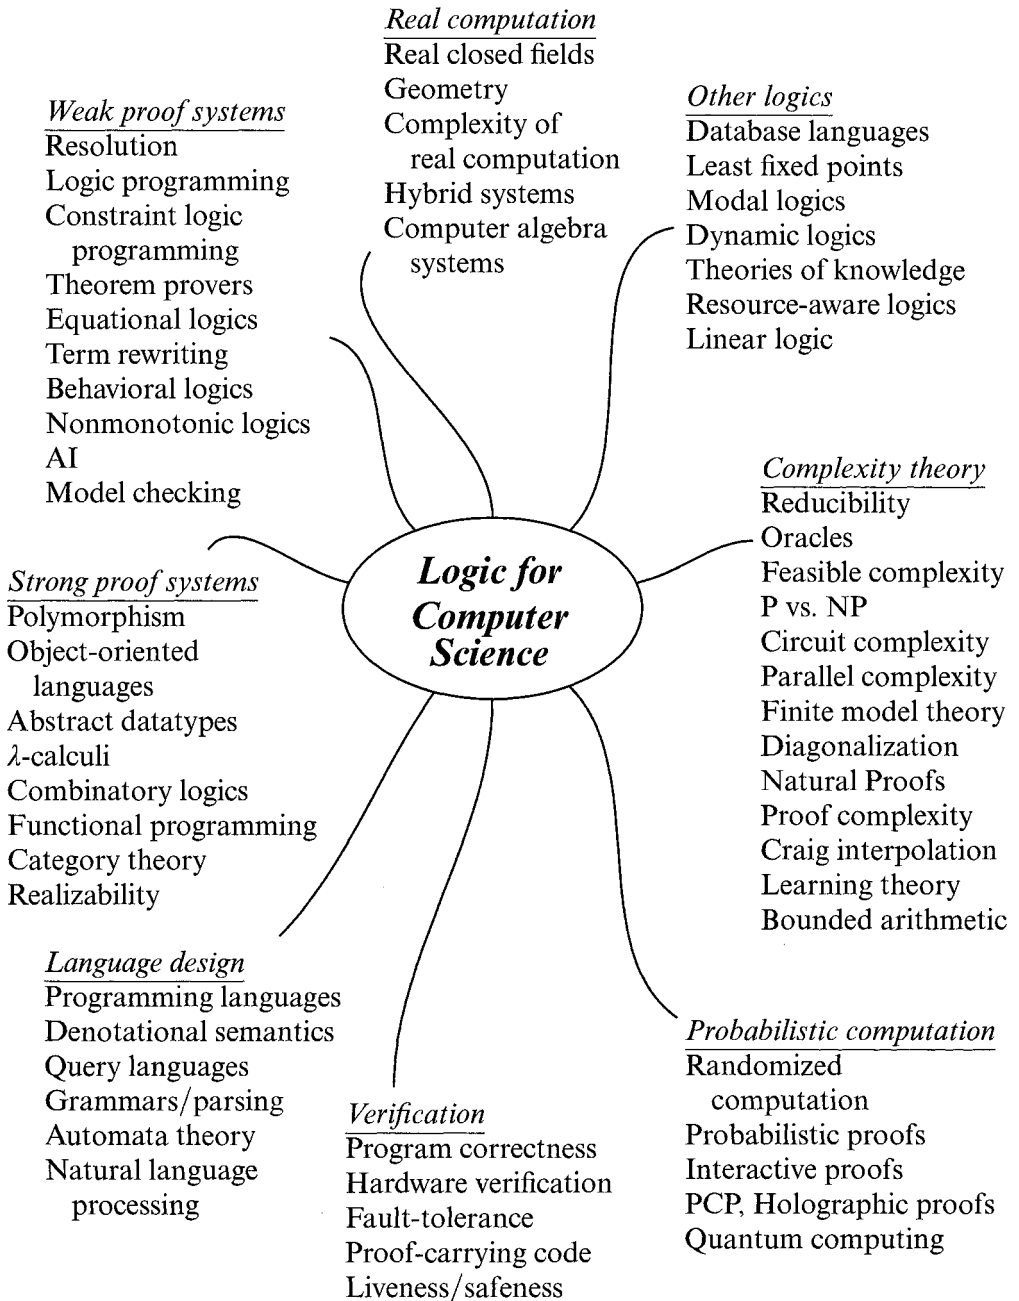 Real computation
Real closed fields
Geometry
Complexity of
real computation
Hybrid systems
Computer algebra
systems
Weak proof systems
Resolution
Logic programming
Constraint logic
programming
Theorem provers
Equational logics
Term rewriting
Behavioral logics
Nonmonotonic logics
AI
Model checking
Other logics
Database languages
Least fixed points
Modal logics
Dynamic logics
Theories of knowledge
Resource-aware logics
Linear logic
Logic for
Computer
Science
Complexity theory
Reducibility
Oracles
Feasible complexity
P vs. NP
Circuit complexity
Parallel complexity
Finite model theory
Diagonalization
Natural Proofs
Proof complexity
Craig interpolation
Learning theory
Bounded arithmetic
Strong proof systems
Polymorphism
Object-oriented
languages
Abstract datatypes
λ-calculi
Combinatory logics
Functional programming
Category theory
Realizability
Language design
Programming languages
Denotational semantics
Query languages
Grammars/parsing
Automata theory
Natural language
processing
Verification
Program correctness
Hardware verification
Fault-tolerance
Proof-carrying code
Liveness/safeness
Probabilistic computation
Randomized
computation
Probabilistic proofs
Interactive proofs
PCP, Holographic proofs
Quantum computing